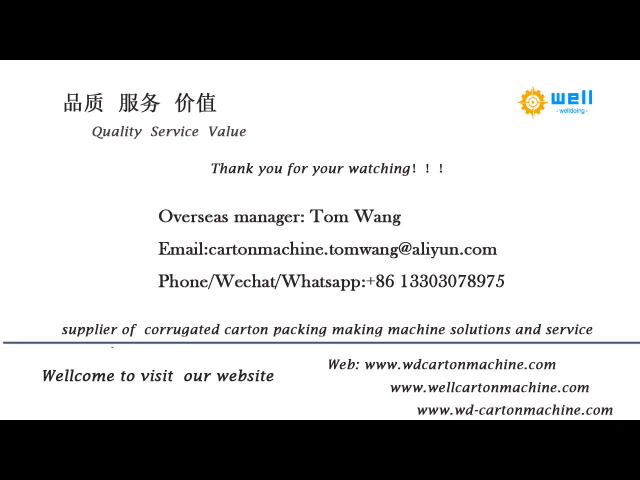 品质 服务 价值
well
- welldoing -
Quality Service Value
Thank you for your watching！！！
Overseas manager: Tom Wang
Email:cartonmachine.tomwang@aliyun.com
Phone/Wechat/Whatsapp:+86 13303078975
supplier of corrugated carton packing making machine solutions and service
Wellcome to visit our website
Web: www.wdcartonmachine.com
www.wellcartonmachine.com
www.wd-cartonmachine.com